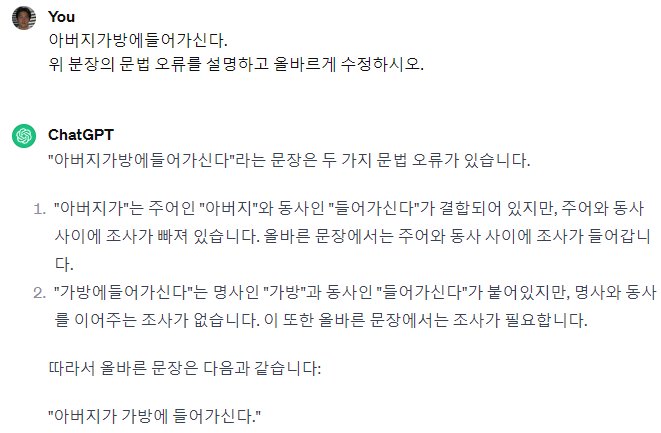 You
아버지가방에들어가신다.
위 분장의 문법 오류를 설명하고 올바르게 수정하시오.
ChatGPT
"아버지가방에들어가신다"라는 문장은 두 가지 문법 오류가 있습니다.
1. "아버지가"는 주어인 "아버지"와 동사인 "들어가신다"가 결합되어 있지만, 주어와 동사
사이에 조사가 빠져 있습니다. 올바른 문장에서는 주어와 동사 사이에 조사가 들어갑니
다.
2. "가방에들어가신다"는 명사인 "가방"과 동사인 "들어가신다"가 붙어있지만, 명사와 동사
를 이어주는 조사가 없습니다. 이 또한 올바른 문장에서는 조사가 필요합니다.
따라서 올바른 문장은 다음과 같습니다:
"아버지가 가방에 들어가신다."